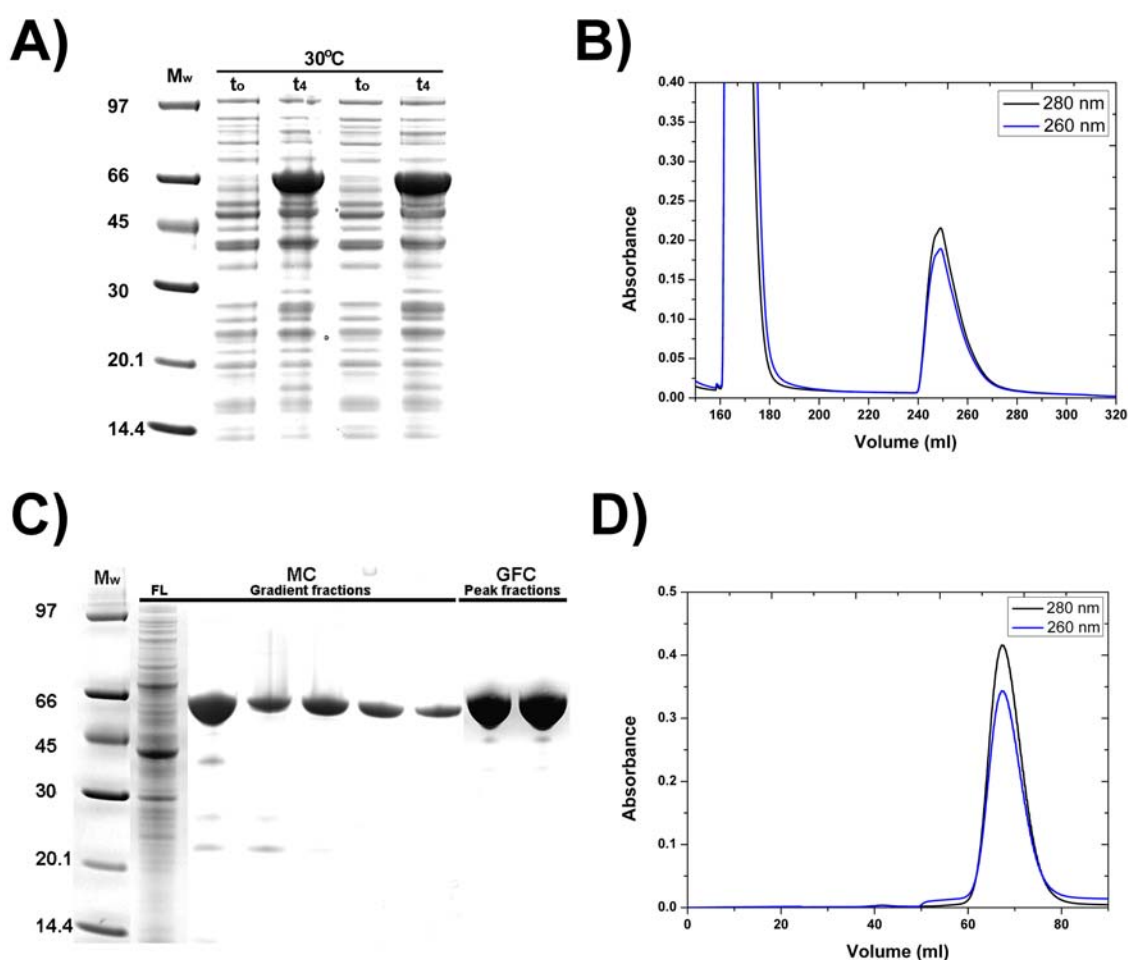 A)
30°C
Mw to t4 to t4
97
66
45
30
20.1
14.4
B)
0.40
0.35
0.30
0.25
0.20
0.15
0.10
0.05
0.00
Absorbance
280 nm
260 nm
160 180 200 220 240 260 280 300 320
Volume (ml)
C)
MC GFC
Mw FL Gradient fractions Peak fractions
97
66
45
30
20.1
14.4
D)
0.5
0.4
0.3
0.2
0.1
0.0
Absorbance
280 nm
260 nm
0 20 40 60 80
Volume (ml)